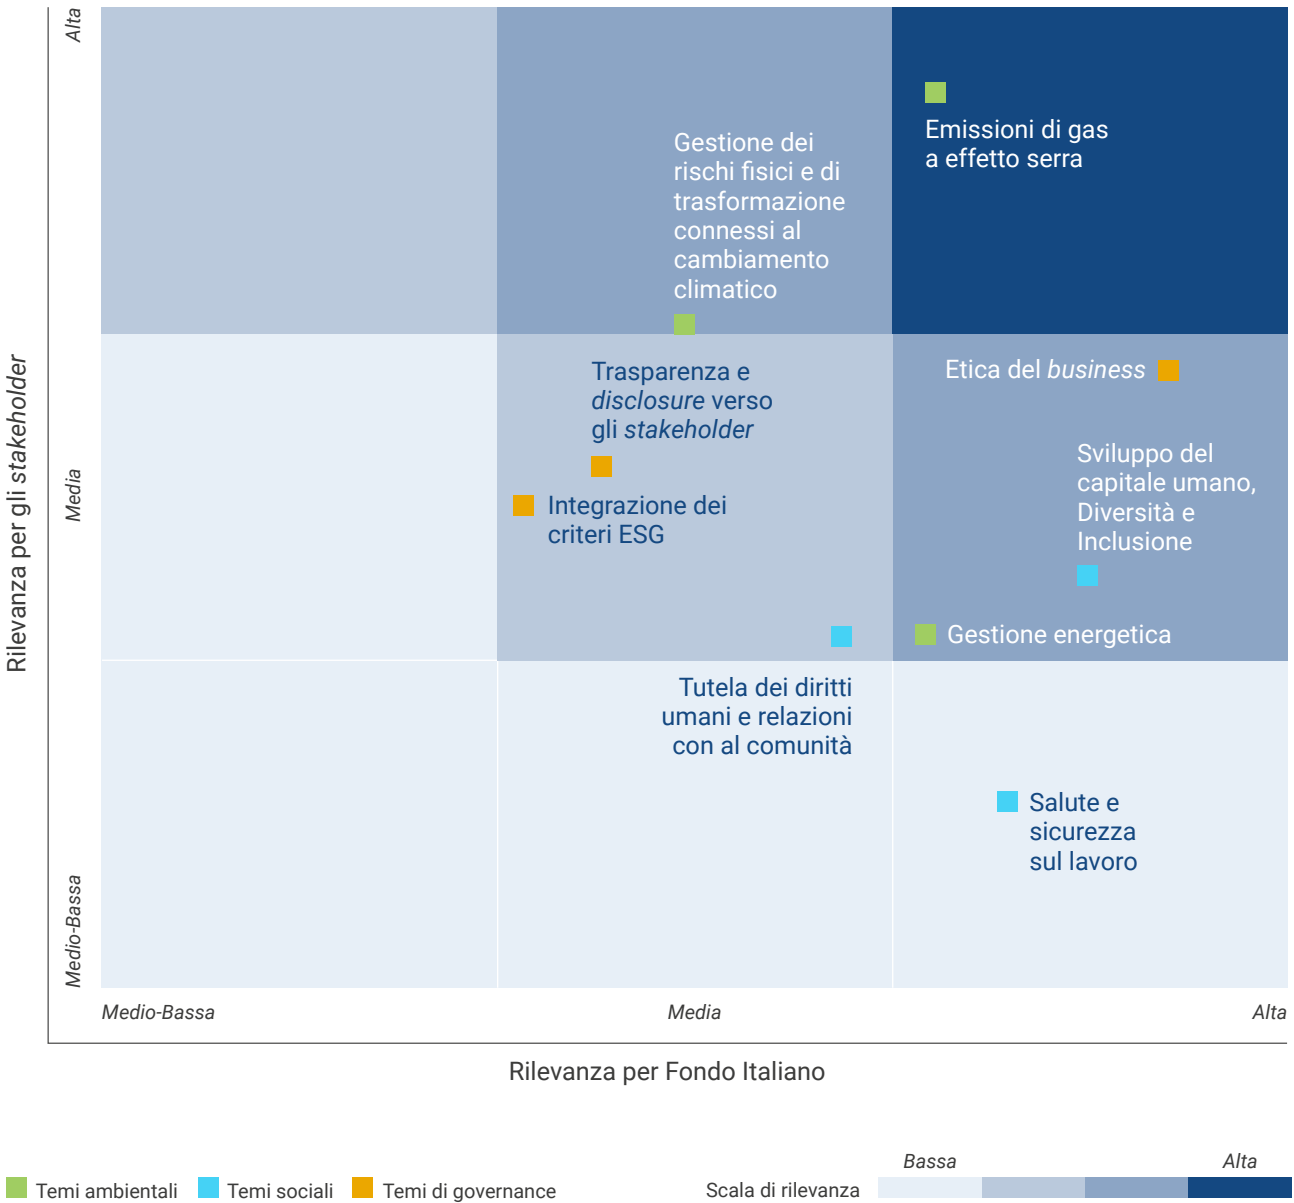 Alta
Emissioni di gas
a effetto serra
Gestione dei
rischi fisici e di
trasformazione
connessi al
cambiamento
climatico
Rilevanza per gli stakeholder
Media
Trasparenza e
disclosure verso
gli stakeholder
Etica del business
Sviluppo del
capitale umano,
Diversità e
Inclusione
Integrazione dei
criteri ESG
Gestione energetica
Tutela dei diritti
umani e relazioni
con al comunità
Salute e
sicurezza
sul lavoro
Medio-Bassa
Medio-Bassa
Media
Alta
Rilevanza per Fondo Italiano
Bassa
Alta
Temi ambientali
Temi sociali
Temi di governance
Scala di rilevanza